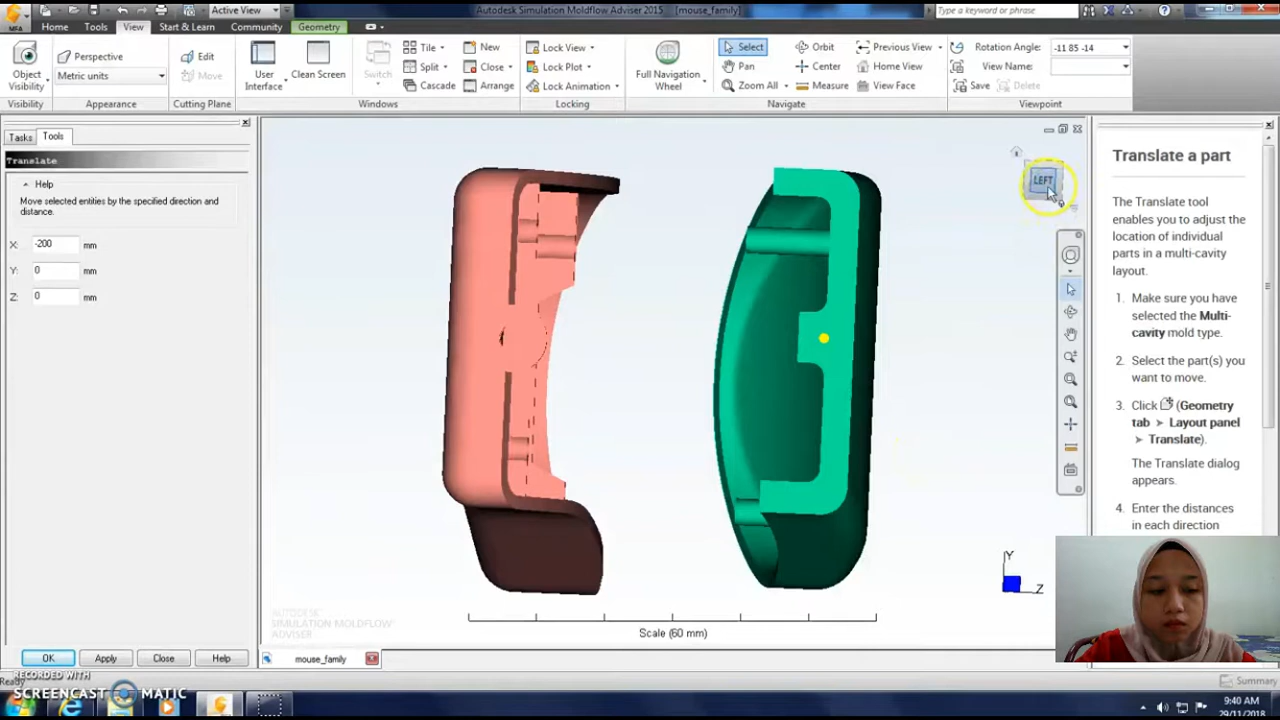 MFA
Active View
Autodesk Simulation Moldflow Adviser 2015 [mouse_family]
Type a keyword or phrase
Home Tools View Start & Learn Community Geometry
Perspective
Metric units
Object Visibility
Visibility
Appearance
Edit
Move
Cutting Plane
User Interface
Clean Screen
Switch
Tile
Split
Cascade
New
Close
Arrange
Windows
Lock View
Lock Plot
Lock Animation
Locking
Full Navigation Wheel
Select
Pan
Zoom All
Orbit
Center
Measure
Previous View
Home View
View Face
Navigate
Rotation Angle: -11 85 -14
View Name:
Save Delete
Viewpoint
Tasks Tools
Translate
Help
Move selected entities by the specified direction and
distance.
X: -200 mm
Y: 0 mm
Z: 0 mm
OK Apply Close Help
LEFT
Y
Z
AUTODESK
SIMULATION MOLDFLOW
ADVISER
Scale (60 mm)
mouse_family
Translate a part
The Translate tool
enables you to adjust the
location of individual
parts in a multi-cavity
layout.
1. Make sure you have
selected the Multi-
cavity mold type.
2. Select the part(s) you
want to move.
3. Click (Geometry
tab ➤ Layout panel
➤ Translate).
The Translate dialog
appears.
4. Enter the distances
in each direction
Ready
Summary
RECORDED WITH
SCREENCAST MATIC
9:40 AM
29/11/2018